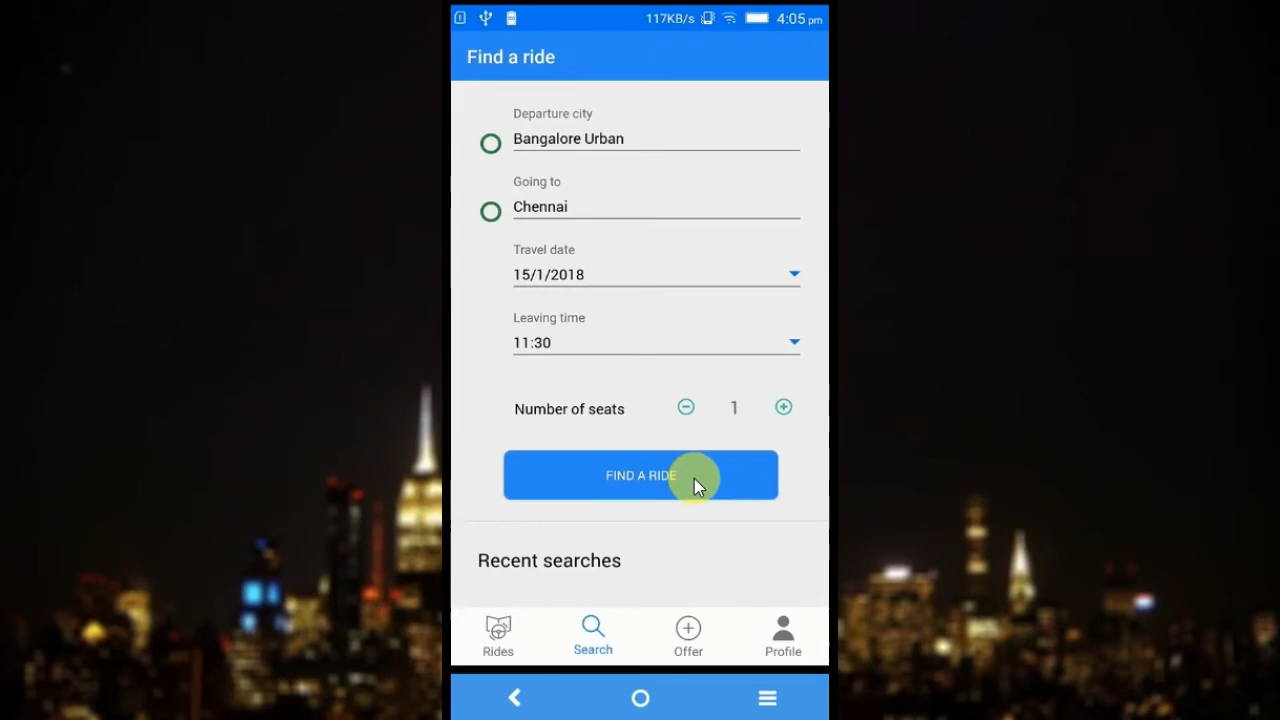 117KB/s 4:05 pm
Find a ride
Departure city
Bangalore Urban
Going to
Chennai
Travel date
15/1/2018
Leaving time
11:30
Number of seats 1
FIND A RIDE
Recent searches
Rides Search Offer Profile